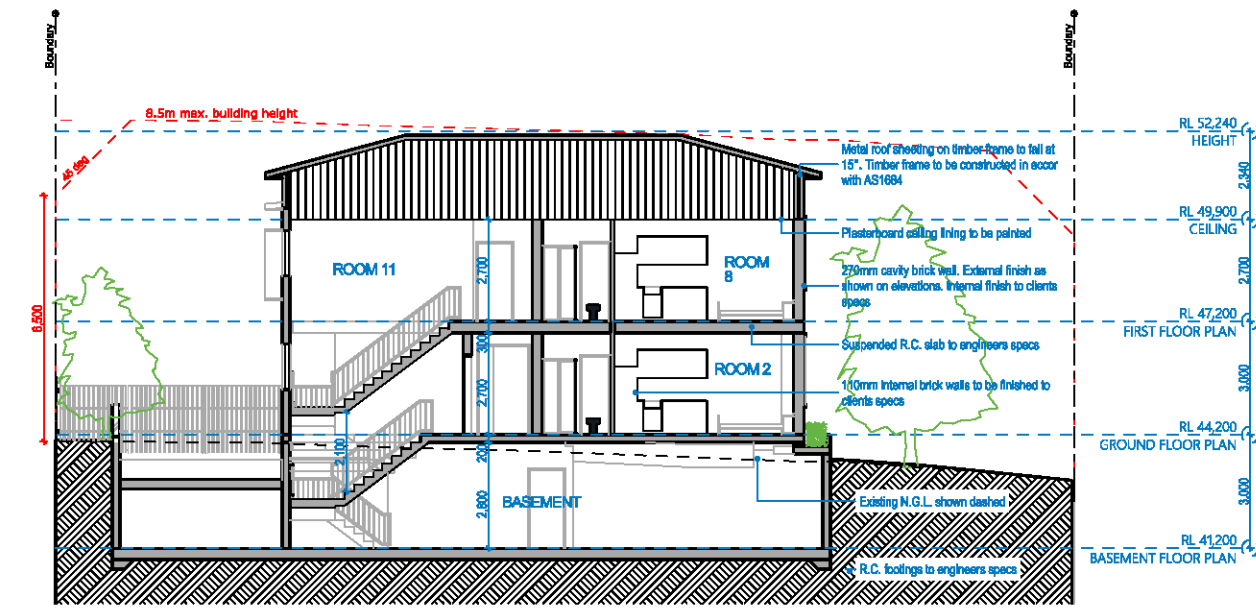 Boundary
Boundary
8.5m max. building height
45 deg
RL 52,240
HEIGHT
Metal roof sheeting on timber frame to fall at
15°. Timber frame to be constructed in accor
with AS1684
2,340
RL 49,900
CEILING
Plasterboard ceiling lining to be painted
ROOM 11
2,700
ROOM
8
270mm cavity brick wall. External finish as
shown on elevations. Internal finish to clients
specs
2,700
6,500
RL 47,200
FIRST FLOOR PLAN
300
Suspended R.C. slab to engineers specs
ROOM 2
2,700
110mm internal brick walls to be finished to
clients specs
3,000
RL 44,200
GROUND FLOOR PLAN
2,100
200
BASEMENT
2,800
Existing N.G.L. shown dashed
3,000
RL 41,200
BASEMENT FLOOR PLAN
R.C. footings to engineers specs